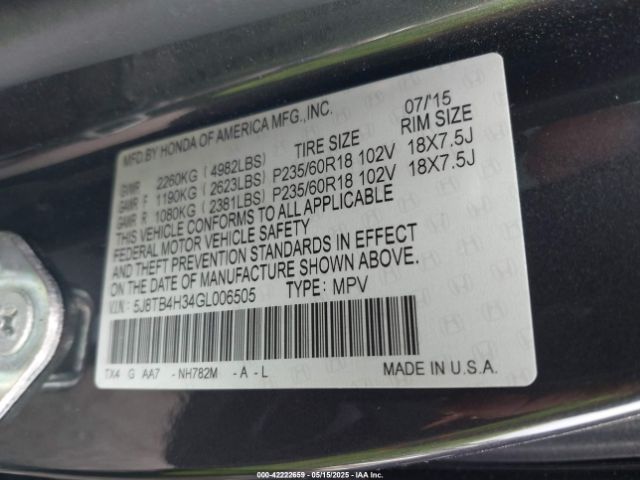 MFD.BY HONDA OF AMERICA MFG.,INC. 07/'15
TIRE SIZE RIM SIZE
GVWR 2260KG ( 4982LBS)
GAWR F 1190KG ( 2623LBS) P235/60R18 102V 18X7.5J
GAWR R 1080KG ( 2381LBS) P235/60R18 102V 18X7.5J
THIS VEHICLE CONFORMS TO ALL APPLICABLE
FEDERAL MOTOR VEHICLE SAFETY
AND THEFT PREVENTION STANDARDS IN EFFECT
ON THE DATE OF MANUFACTURE SHOWN ABOVE.
V.I.N.: 5J8TB4H34GL006505 TYPE: MPV
TX4 G AA7 - NH782M - A - L MADE IN U.S.A.
000-42222659 - 05/15/2025 - IAA Inc.